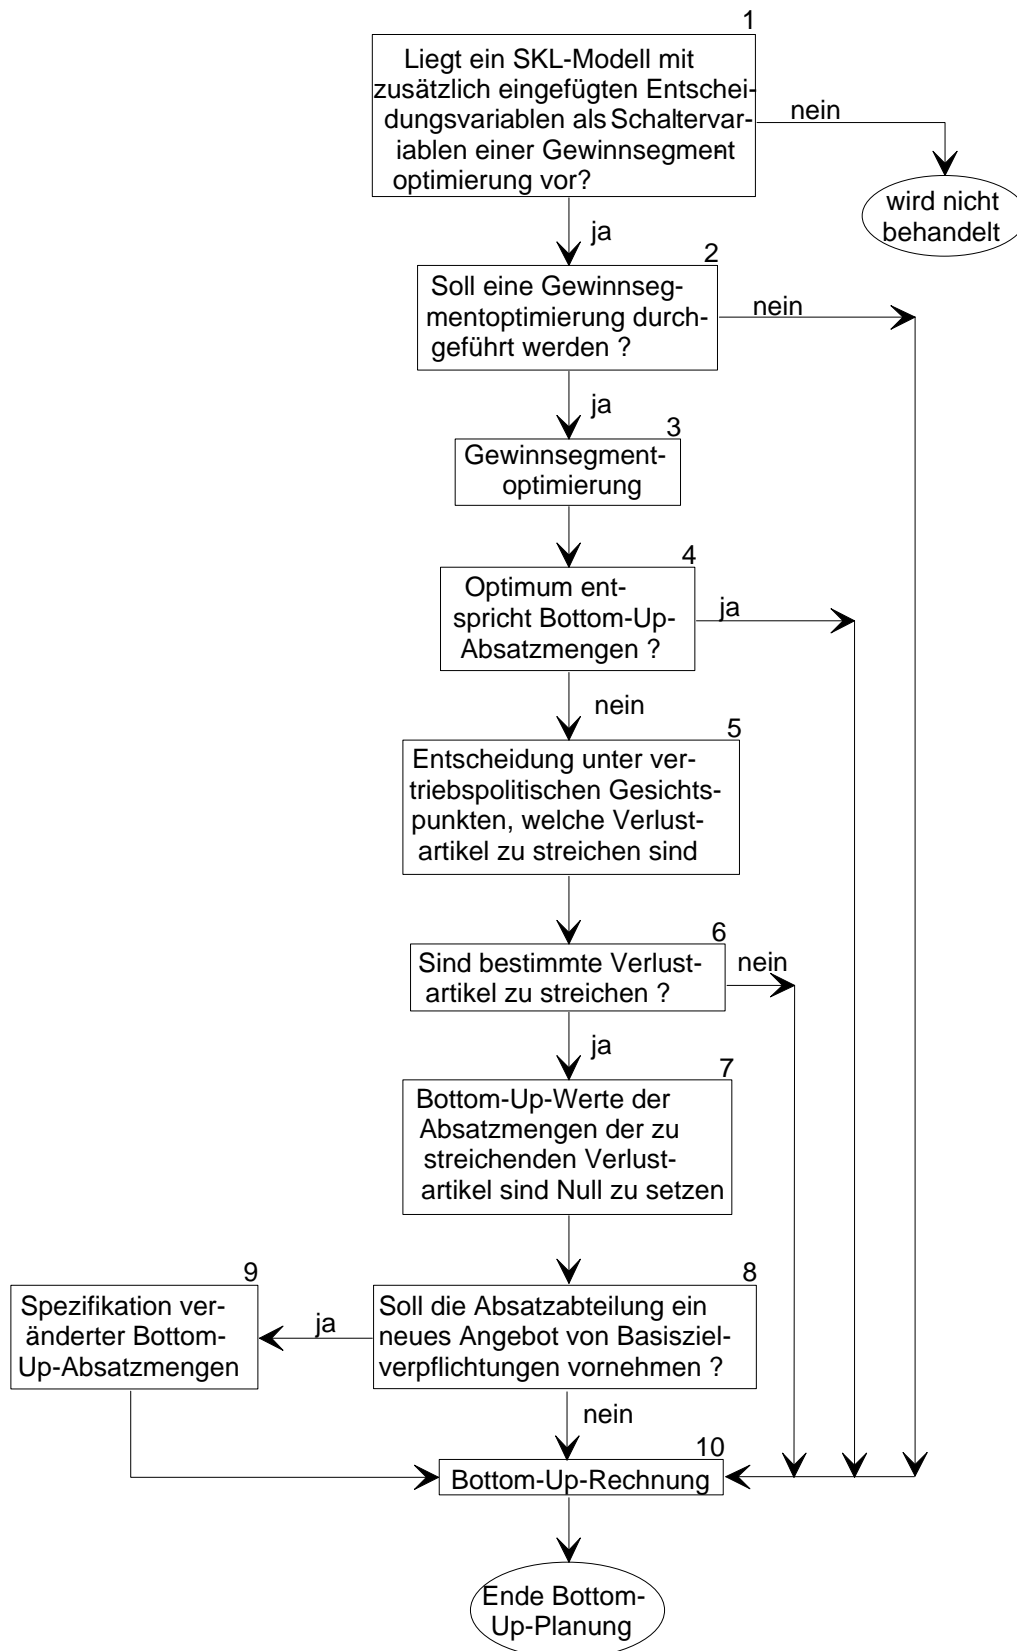 1
Liegt ein SKL-Modell mit
zusätzlich eingefügten Entschei-
dungsvariablen als Schaltervar-
iablen einer Gewinnsegment-
optimierung vor?
nein
wird nicht
behandelt
ja
2
Soll eine Gewinnseg-
mentoptimierung durch-
geführt werden ?
nein
ja
3
Gewinnsegment-
optimierung
4
Optimum ent-
spricht Bottom-Up-
Absatzmengen ?
ja
nein
5
Entscheidung unter ver-
triebspolitischen Gesichts-
punkten, welche Verlust-
artikel zu streichen sind
6
Sind bestimmte Verlust-
artikel zu streichen ?
nein
ja
7
Bottom-Up-Werte der
Absatzmengen der zu
streichenden Verlust-
artikel sind Null zu setzen
8
Soll die Absatzabteilung ein
neues Angebot von Basisziel-
verpflichtungen vornehmen ?
ja
9
Spezifikation ver-
änderter Bottom-
Up-Absatzmengen
nein
10
Bottom-Up-Rechnung
Ende Bottom-
Up-Planung